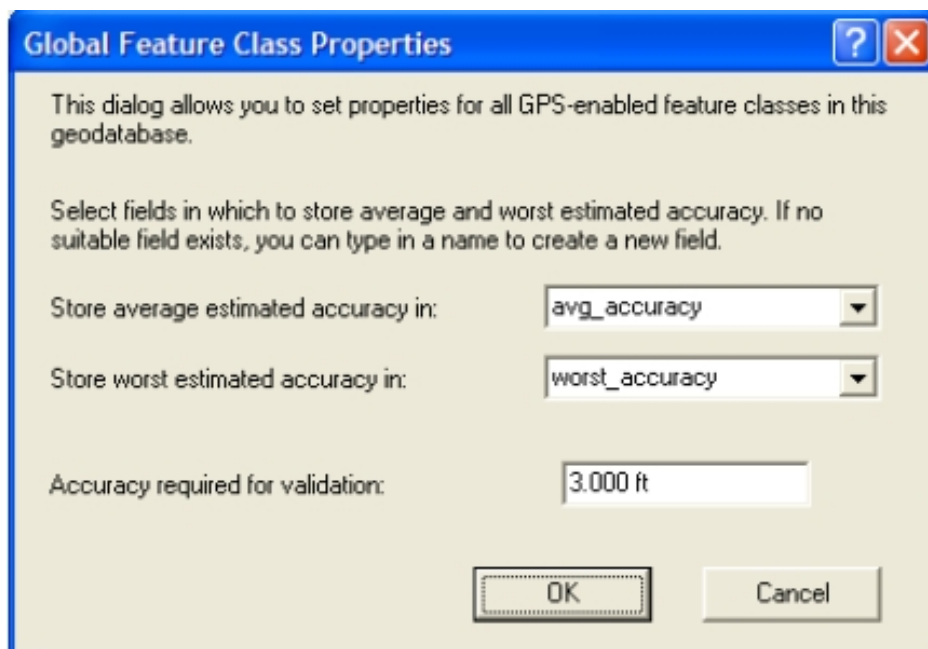 Global Feature Class Properties
This dialog allows you to set properties for all GPS-enabled feature classes in this
geodatabase.
Select fields in which to store average and worst estimated accuracy. If no
suitable field exists, you can type in a name to create a new field.
Store average estimated accuracy in: avg_accuracy
Store worst estimated accuracy in: worst_accuracy
Accuracy required for validation: 3.000 ft
OK Cancel